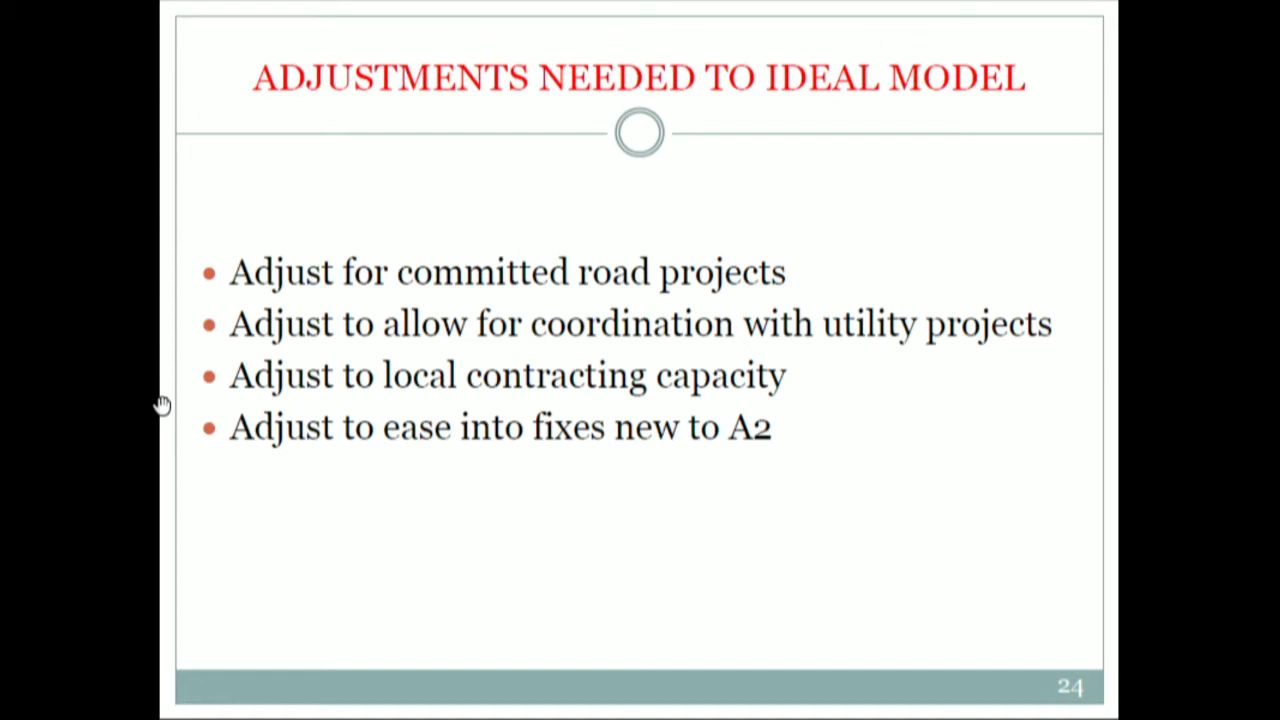 ADJUSTMENTS NEEDED TO IDEAL MODEL
• Adjust for committed road projects
• Adjust to allow for coordination with utility projects
• Adjust to local contracting capacity
• Adjust to ease into fixes new to A2
24